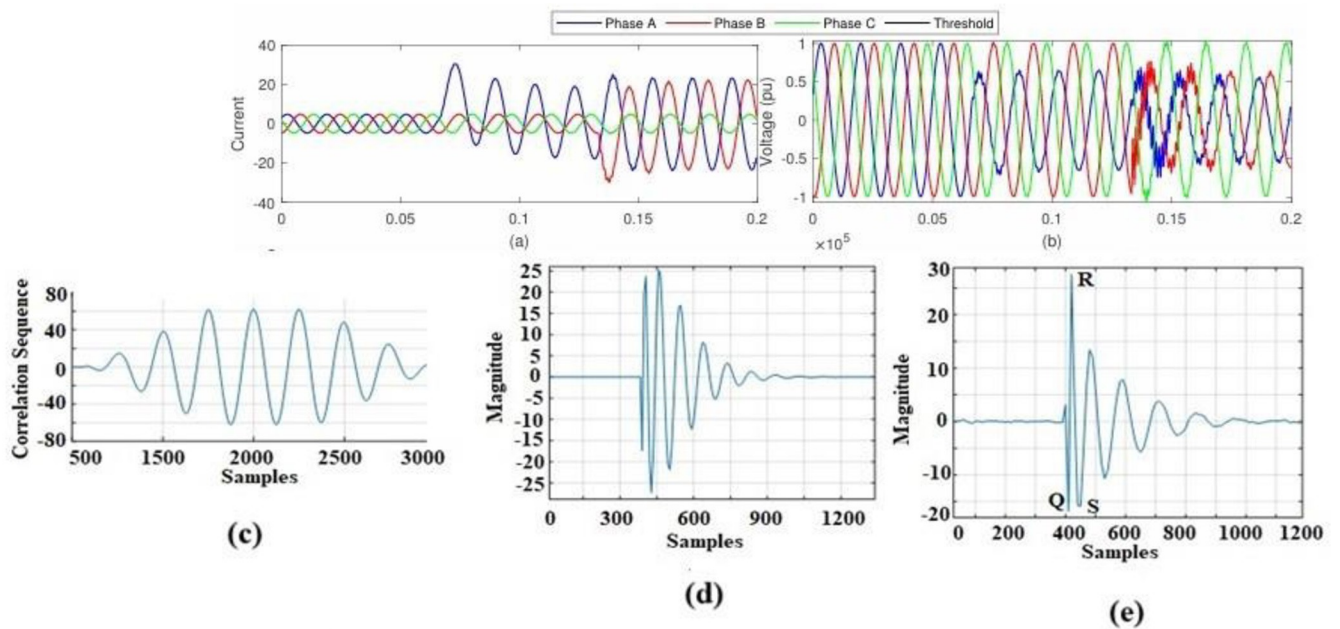 Phase A Phase B Phase C Threshold
40
20
0
-20
-40
Current
0 0.05 0.1 0.15 0.2
(a)
1
0.5
0
-0.5
-1
Voltage (pu)
0 0.05 0.1 0.15 0.2
×10⁵ (b)
80
40
0
-40
-80
Correlation Sequence
500 1500 2000 2500 3000
Samples
(c)
25
20
15
10
5
0
-5
-10
-15
-20
-25
Magnitude
0 300 600 900 1200
Samples
(d)
30
20
10
0
-10
-20
Magnitude
R
Q S
0 200 400 600 800 1000 1200
Samples
(e)